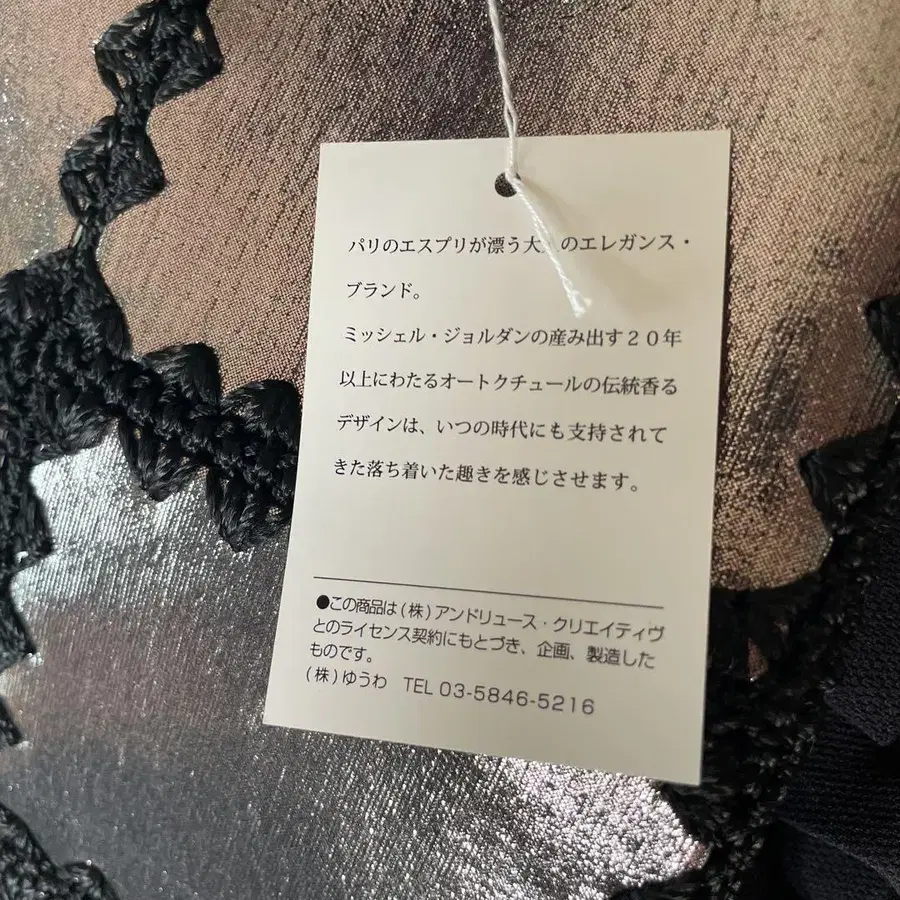 パリのエスプリが漂う大人のエレガンス・
ブランド。
ミッシェル・ジョルダンの産み出す２０年
以上にわたるオートクチュールの伝統香る
デザインは、いつの時代にも支持されて
きた落ち着いた趣きを感じさせます。
●この商品は(株)アンドリュース・クリエイティヴ
とのライセンス契約にもとづき、企画、製造した
ものです。
(株)ゆうわ TEL 03-5846-5216